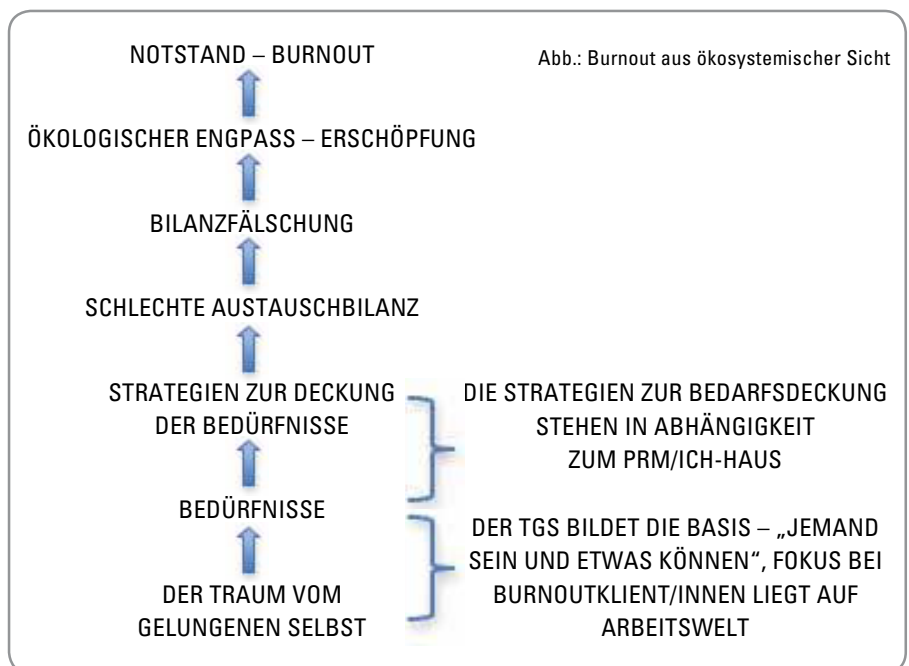 NOTSTAND – BURNOUT
Abb.: Burnout aus ökosystemischer Sicht
ÖKOLOGISCHER ENGPASS – ERSCHÖPFUNG
BILANZFÄLSCHUNG
SCHLECHTE AUSTAUSCHBILANZ
STRATEGIEN ZUR DECKUNG
DER BEDÜRFNISSE
DIE STRATEGIEN ZUR BEDARFSDECKUNG
STEHEN IN ABHÄNGIGKEIT
ZUM PRM/ICH-HAUS
BEDÜRFNISSE
DER TRAUM VOM
GELUNGENEN SELBST
DER TGS BILDET DIE BASIS – „JEMAND
SEIN UND ETWAS KÖNNEN“, FOKUS BEI
BURNOUTKLIENT/INNEN LIEGT AUF
ARBEITSWELT